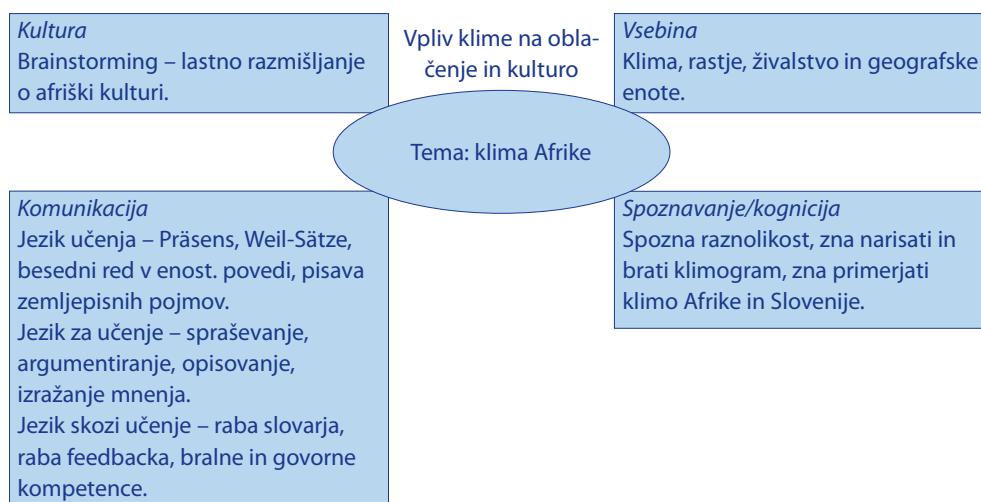 Kultura
Brainstorming – lastno razmišljanje
o afriški kulturi.
Vpliv klime na obla-
čenje in kulturo
Vsebina
Klima, rastje, živalstvo in geografske
enote.
Tema: klima Afrike
Komunikacija
Jezik učenja – Präsens, Weil-Sätze,
besedni red v enost. povedi, pisava
zemljepisnih pojmov.
Jezik za učenje – spraševanje,
argumentiranje, opisovanje,
izražanje mnenja.
Jezik skozi učenje – raba slovarja,
raba feedbacka, bralne in govorne
kompetence.
Spoznavanje/kognicija
Spozna raznolikost, zna narisati in
brati klimogram, zna primerjati
klimo Afrike in Slovenije.